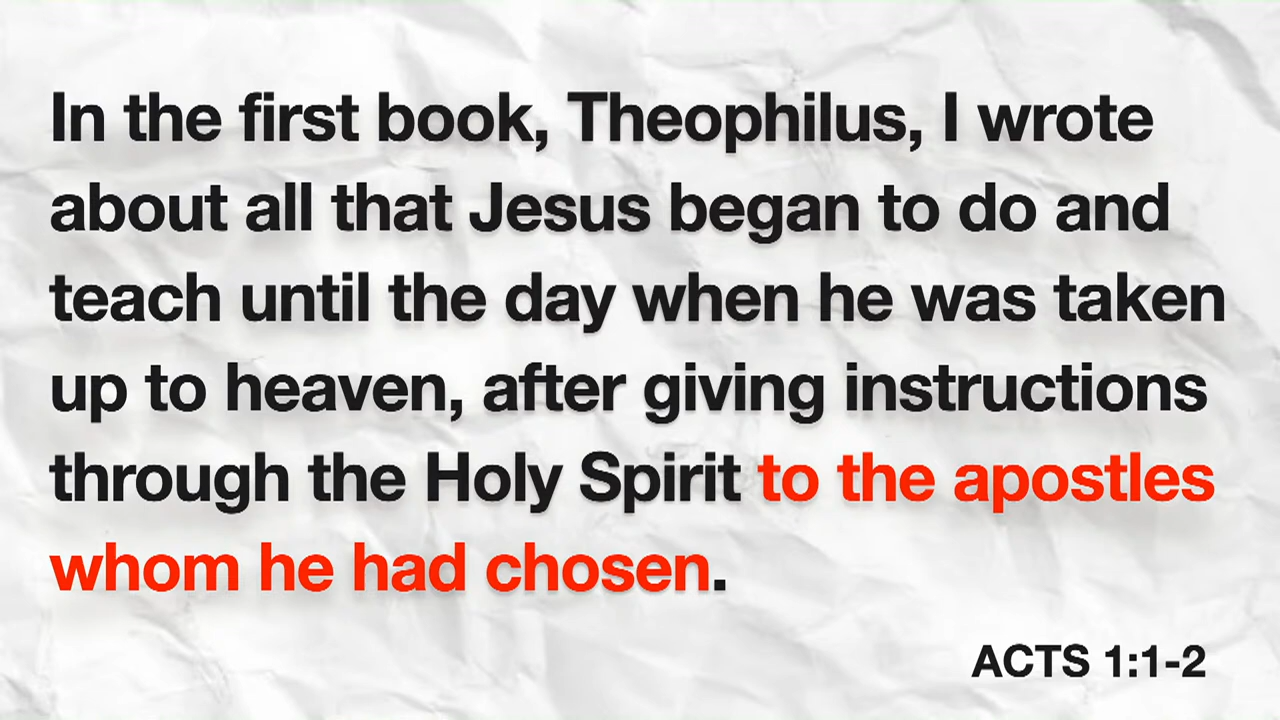 In the first book, Theophilus, I wrote
about all that Jesus began to do and
teach until the day when he was taken
up to heaven, after giving instructions
through the Holy Spirit to the apostles
whom he had chosen.
ACTS 1:1-2